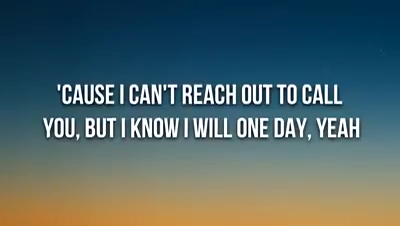 'CAUSE I CAN'T REACH OUT TO CALL
YOU, BUT I KNOW I WILL ONE DAY, YEAH